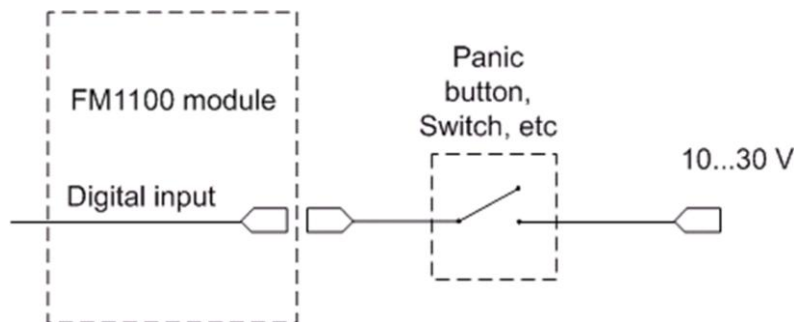 FM1100 module
Digital input
Panic
button,
Switch, etc
10...30 V